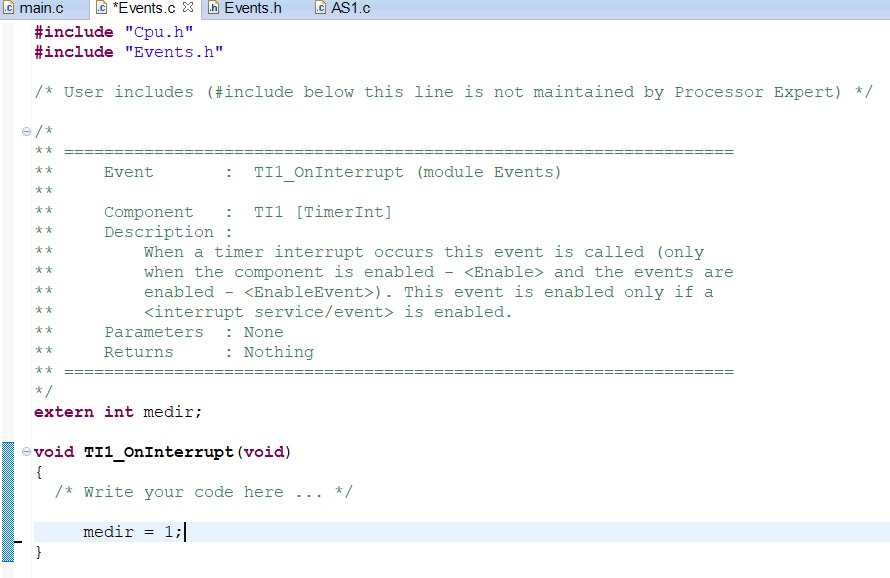 main.c *Events.c Events.h AS1.c
#include "Cpu.h"
#include "Events.h"
/* User includes (#include below this line is not maintained by Processor Expert) */
/*
** ===================================================================
** Event : TI1_OnInterrupt (module Events)
**
** Component : TI1 [TimerInt]
** Description :
** When a timer interrupt occurs this event is called (only
** when the component is enabled - <Enable> and the events are
** enabled - <EnableEvent>). This event is enabled only if a
** <interrupt service/event> is enabled.
** Parameters : None
** Returns : Nothing
** ===================================================================
*/
extern int medir;
void TI1_OnInterrupt(void)
{
/* Write your code here ... */
medir = 1;
}